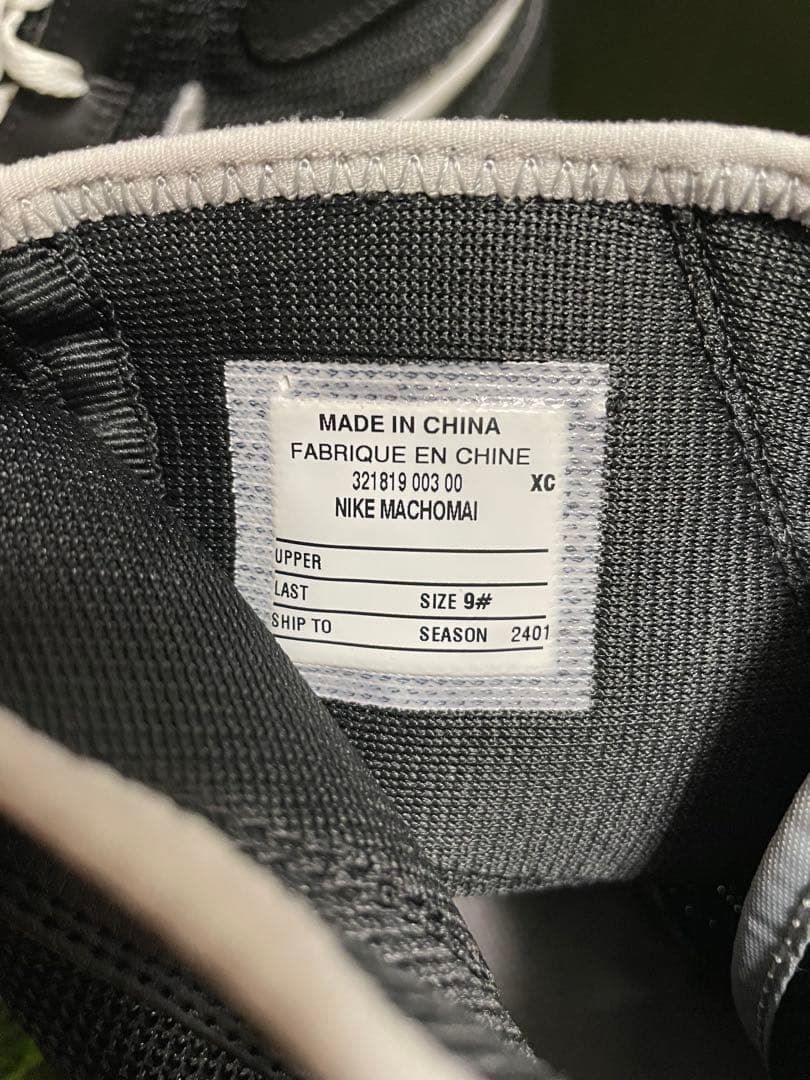 MADE IN CHINA
FABRIQUE EN CHINE
321819 003 00 XC
NIKE MACHOMAI
UPPER
LAST SIZE 9#
SHIP TO SEASON 2401